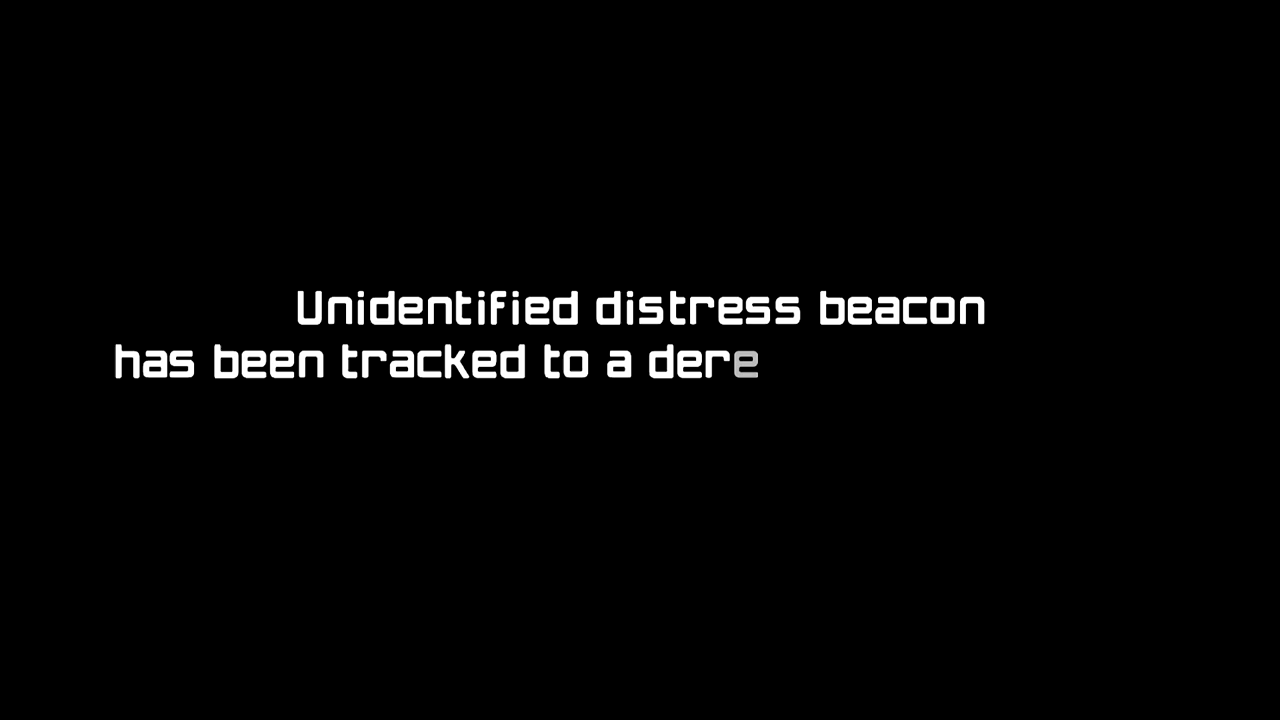 Unidentified distress beacon
has been tracked to a dere